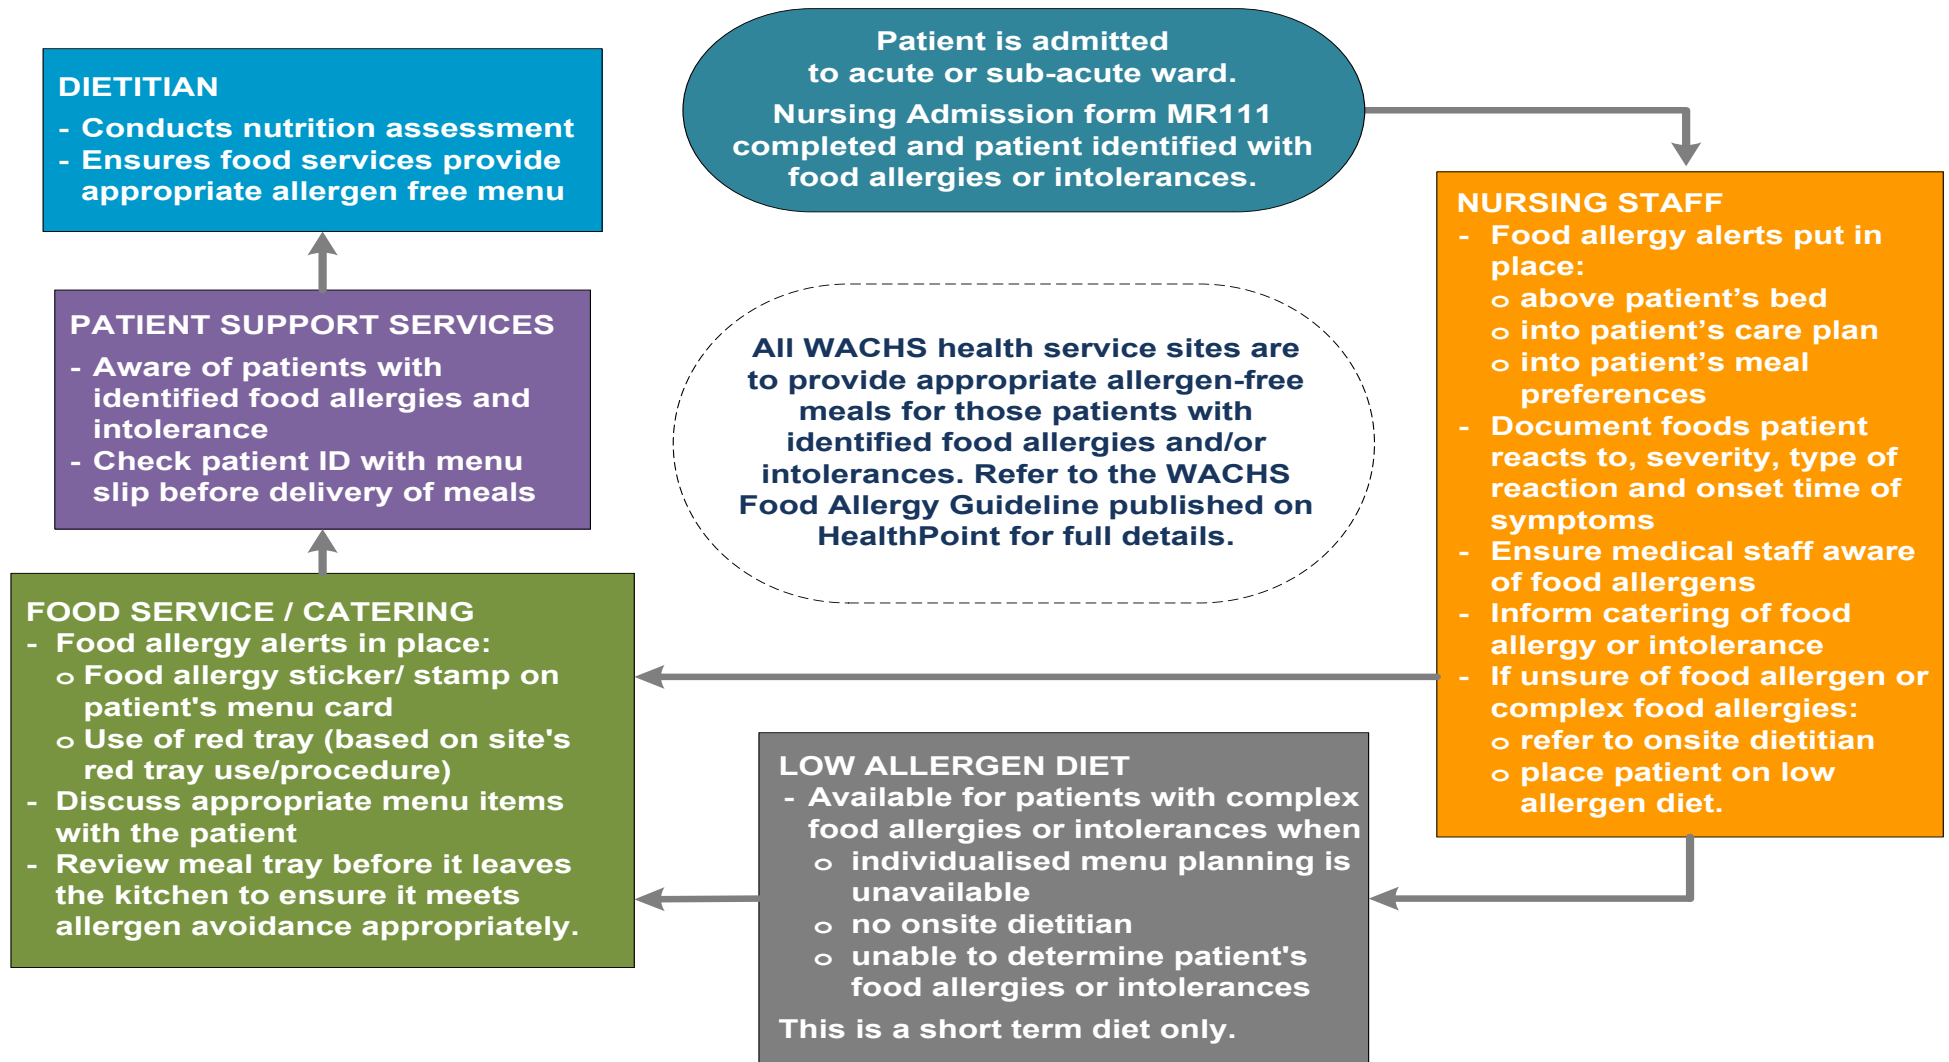 Patient is admitted
to acute or sub-acute ward.
Nursing Admission form MR111
completed and patient identified with
food allergies or intolerances.
DIETITIAN
- Conducts nutrition assessment
- Ensures food services provide
appropriate allergen free menu
NURSING STAFF
- Food allergy alerts put in
place:
o above patient’s bed
o into patient’s care plan
o into patient’s meal
preferences
- Document foods patient
reacts to, severity, type of
reaction and onset time of
symptoms
- Ensure medical staff aware
of food allergens
- Inform catering of food
allergy or intolerance
- If unsure of food allergen or
complex food allergies:
o refer to onsite dietitian
o place patient on low
allergen diet.
PATIENT SUPPORT SERVICES
- Aware of patients with
identified food allergies and
intolerance
- Check patient ID with menu
slip before delivery of meals
All WACHS health service sites are
to provide appropriate allergen-free
meals for those patients with
identified food allergies and/or
intolerances. Refer to the WACHS
Food Allergy Guideline published on
HealthPoint for full details.
FOOD SERVICE / CATERING
- Food allergy alerts in place:
o Food allergy sticker/ stamp on
patient's menu card
o Use of red tray (based on site's
red tray use/procedure)
- Discuss appropriate menu items
with the patient
- Review meal tray before it leaves
the kitchen to ensure it meets
allergen avoidance appropriately.
LOW ALLERGEN DIET
- Available for patients with complex
food allergies or intolerances when
o individualised menu planning is
unavailable
o no onsite dietitian
o unable to determine patient's
food allergies or intolerances
This is a short term diet only.